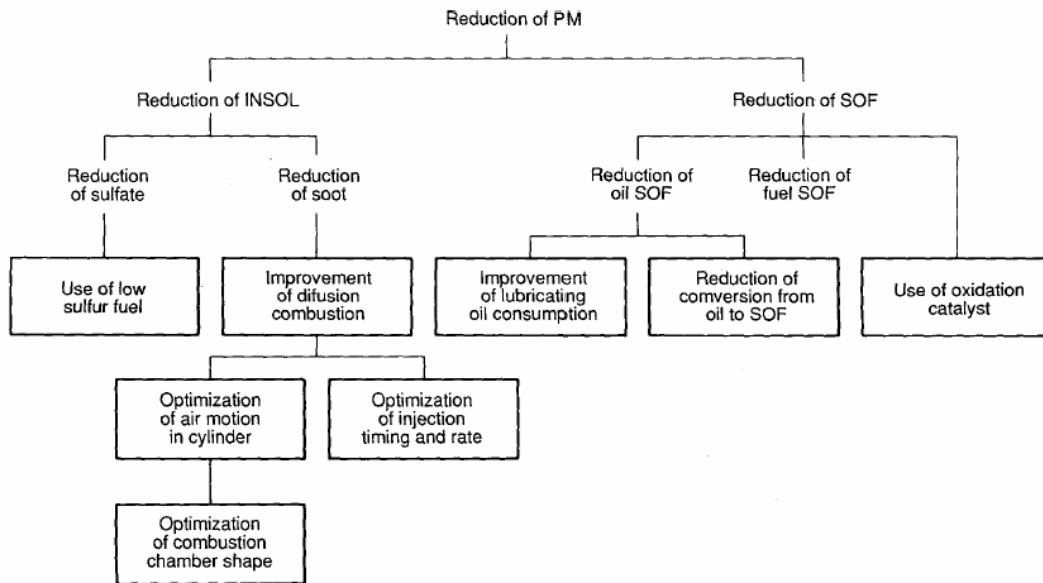 Reduction of PM
Reduction of INSOL
Reduction of SOF
Reduction
of sulfate
Reduction
of soot
Reduction of
oil SOF
Reduction of
fuel SOF
Use of low
sulfur fuel
Improvement
of difusion
combustion
Improvement
of lubricating
oil consumption
Reduction of
comversion from
oil to SOF
Use of oxidation
catalyst
Optimization
of air motion
in cylinder
Optimization
of injection
timing and rate
Optimization
of combustion
chamber shape